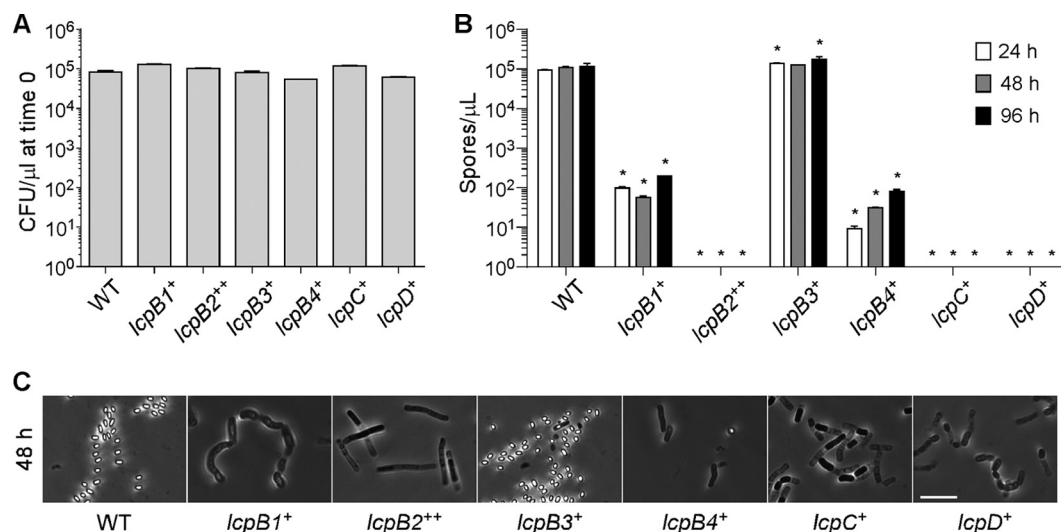 A
CFU/µl at time 0
10⁶
10⁵
10⁴
10³
10²
10¹
10⁰
WT
lcpB1⁺
lcpB2⁺⁺
lcpB3⁺
lcpB4⁺
lcpC⁺
lcpD⁺
B
Spores/µL
10⁶
10⁵
10⁴
10³
10²
10¹
10⁰
* * * * * * * * * * * * * * * * *
24 h
48 h
96 h
WT
lcpB1⁺
lcpB2⁺⁺
lcpB3⁺
lcpB4⁺
lcpC⁺
lcpD⁺
C
48 h
WT
lcpB1⁺
lcpB2⁺⁺
lcpB3⁺
lcpB4⁺
lcpC⁺
lcpD⁺